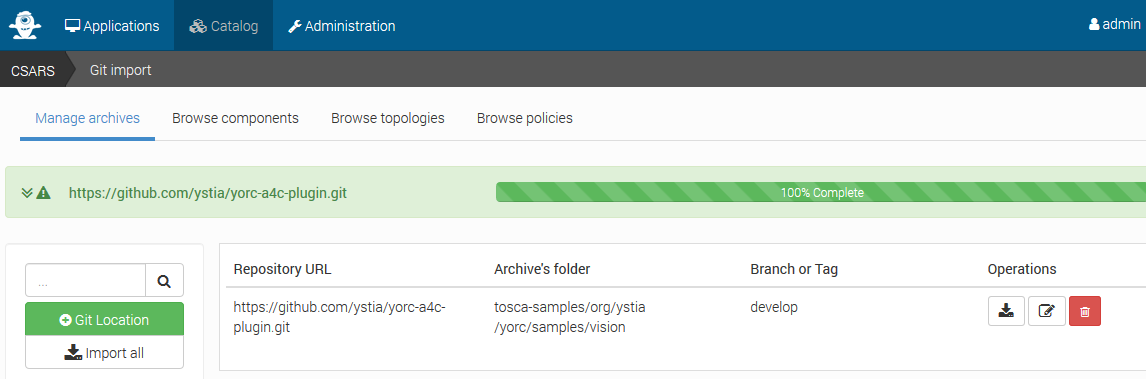 Applications Catalog Administration admin
CSARS Git import
Manage archives Browse components Browse topologies Browse policies
https://github.com/ystia/yorc-a4c-plugin.git 100% Complete
...
Git Location
Import all
Repository URL Archive's folder Branch or Tag Operations
https://github.com/ystia/yorc-a4c- tosca-samples/org/ystia develop
plugin.git /yorc/samples/vision